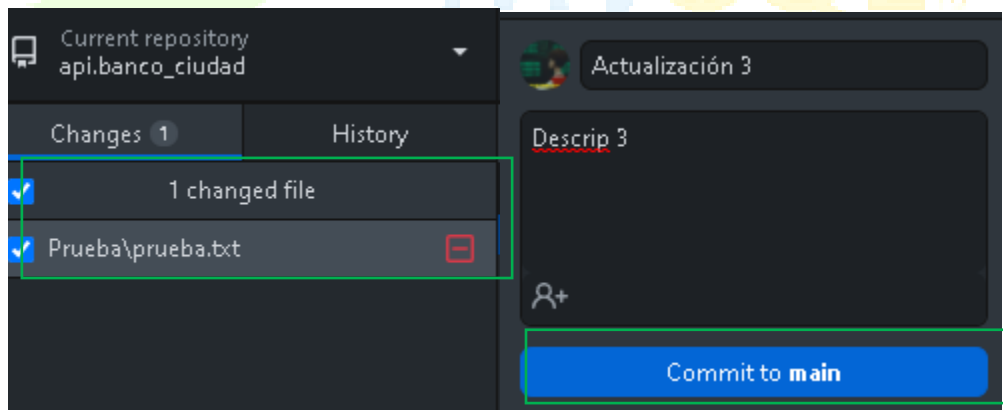 Current repository
api.banco_ciudad
Changes 1
History
1 changed file
Prueba\prueba.txt
Actualización 3
Descrip 3
Commit to main